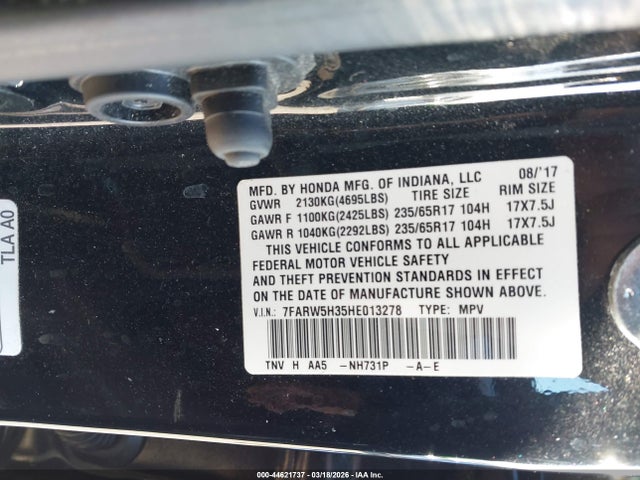 TLA A0
MFD. BY HONDA MFG. OF INDIANA, LLC 08/'17
GVWR 2130KG(4695LBS) TIRE SIZE RIM SIZE
GAWR F 1100KG(2425LBS) 235/65R17 104H 17X7.5J
GAWR R 1040KG(2292LBS) 235/65R17 104H 17X7.5J
THIS VEHICLE CONFORMS TO ALL APPLICABLE
FEDERAL MOTOR VEHICLE SAFETY
AND THEFT PREVENTION STANDARDS IN EFFECT
ON THE DATE OF MANUFACTURE SHOWN ABOVE.
V.I.N.: 7FARW5H35HE013278 TYPE: MPV
TNV H AA5 -NH731P -A-E
000-44621737 - 03/18/2026 - IAA Inc.